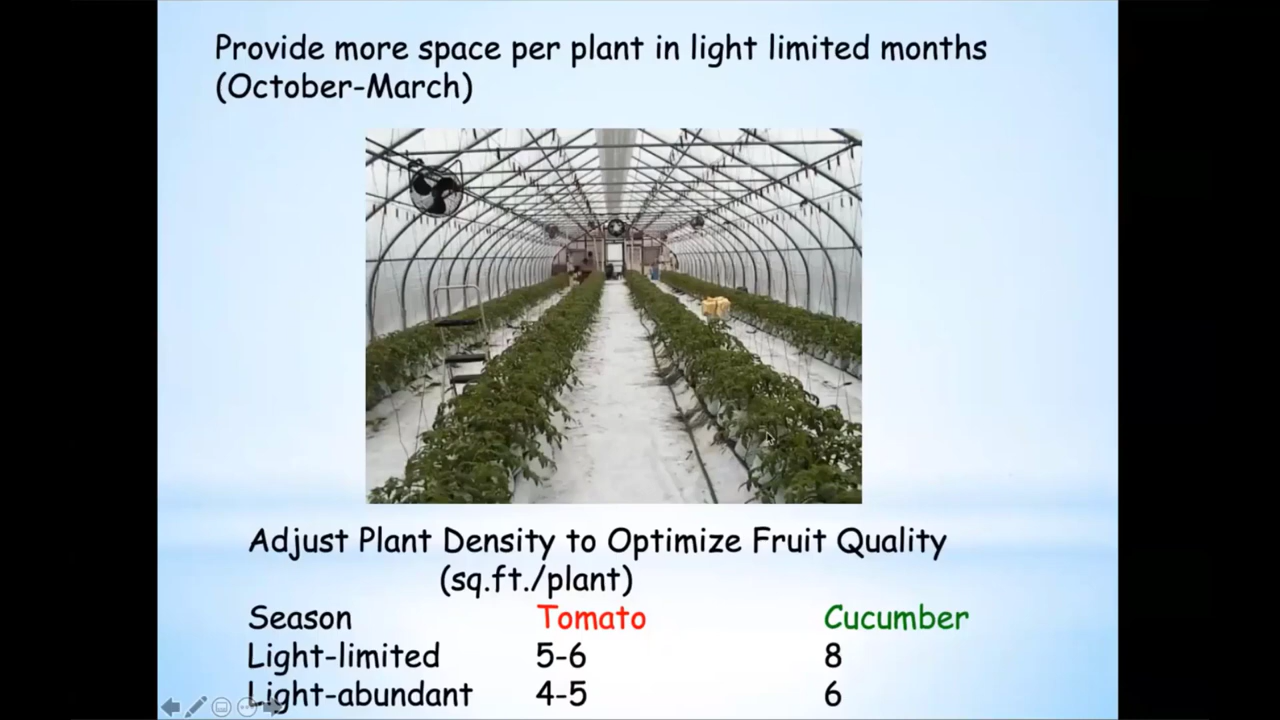 Provide more space per plant in light limited months
(October-March)
Adjust Plant Density to Optimize Fruit Quality
(sq.ft./plant)
Season Tomato Cucumber
Light-limited 5-6 8
Light-abundant 4-5 6